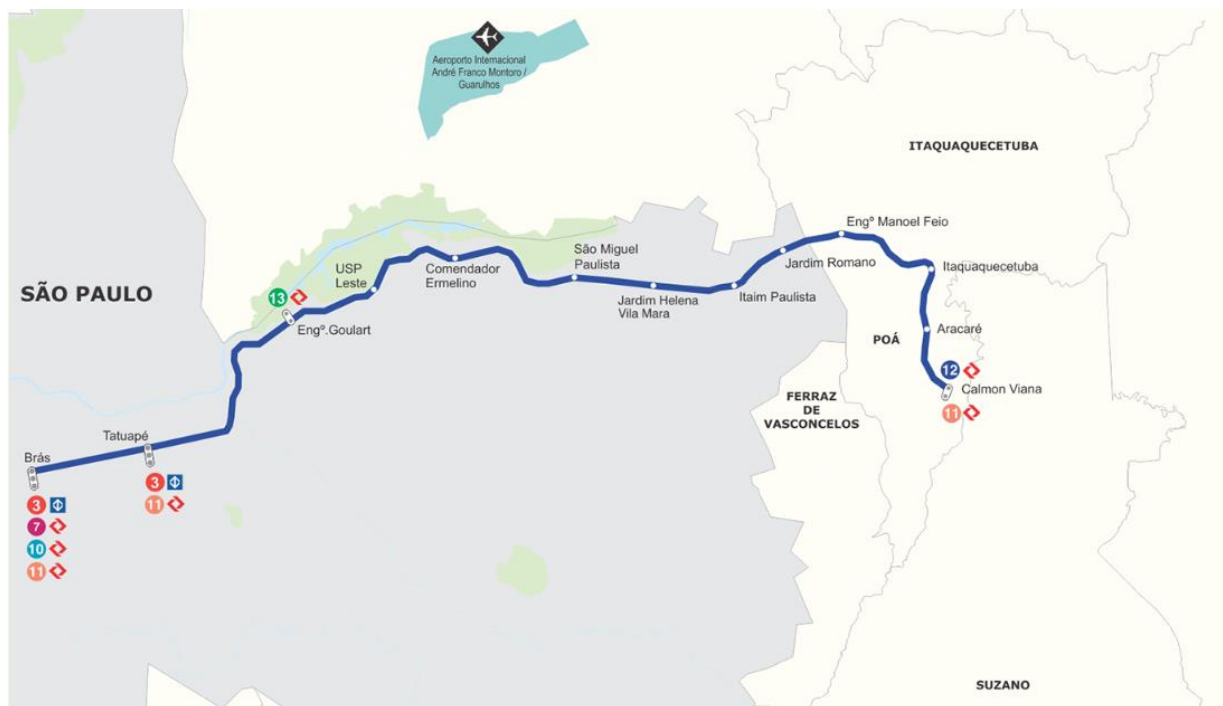 Aeroporto Internacional
André Franco Montoro /
Guarulhos
ITAQUAQUECETUBA
Engº Manoel Feio
São Miguel
Paulista
Jardim Romano
USP
Leste
Comendador
Ermelino
Itaquaquecetuba
SÃO PAULO
13
Jardim Helena
Vila Mara
Itaim Paulista
Engº.Goulart
Aracaré
POÁ
12
Calmon Viana
FERRAZ
DE
VASCONCELOS
11
Tatuapé
Brás
3
11
3
7
10
11
SUZANO